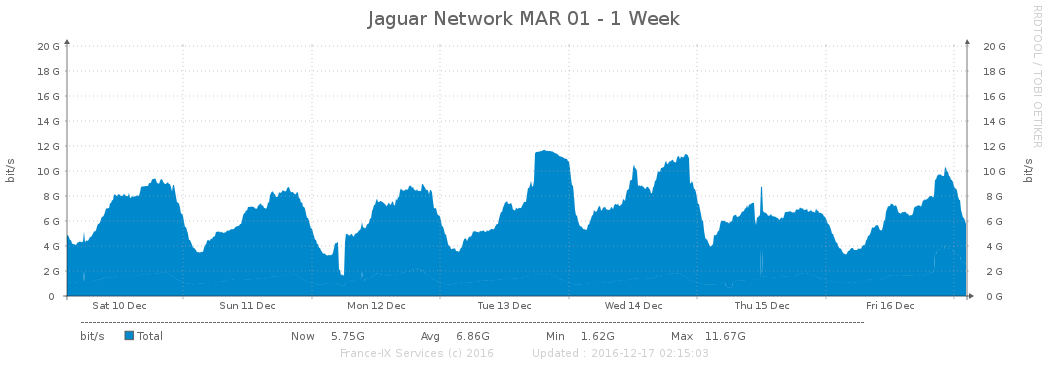 Jaguar Network MAR 01 - 1 Week
RRDTOOL / TOBI OETIKER
bit/s
20 G
18 G
16 G
14 G
12 G
10 G
8 G
6 G
4 G
2 G
0
20 G
18 G
16 G
14 G
12 G
10 G
8 G
6 G
4 G
2 G
0 G
bit/s
Sat 10 Dec Sun 11 Dec Mon 12 Dec Tue 13 Dec Wed 14 Dec Thu 15 Dec Fri 16 Dec
bit/s Total Now 5.75G Avg 6.86G Min 1.62G Max 11.67G
France-IX Services (c) 2016 Updated : 2016-12-17 02:15:03